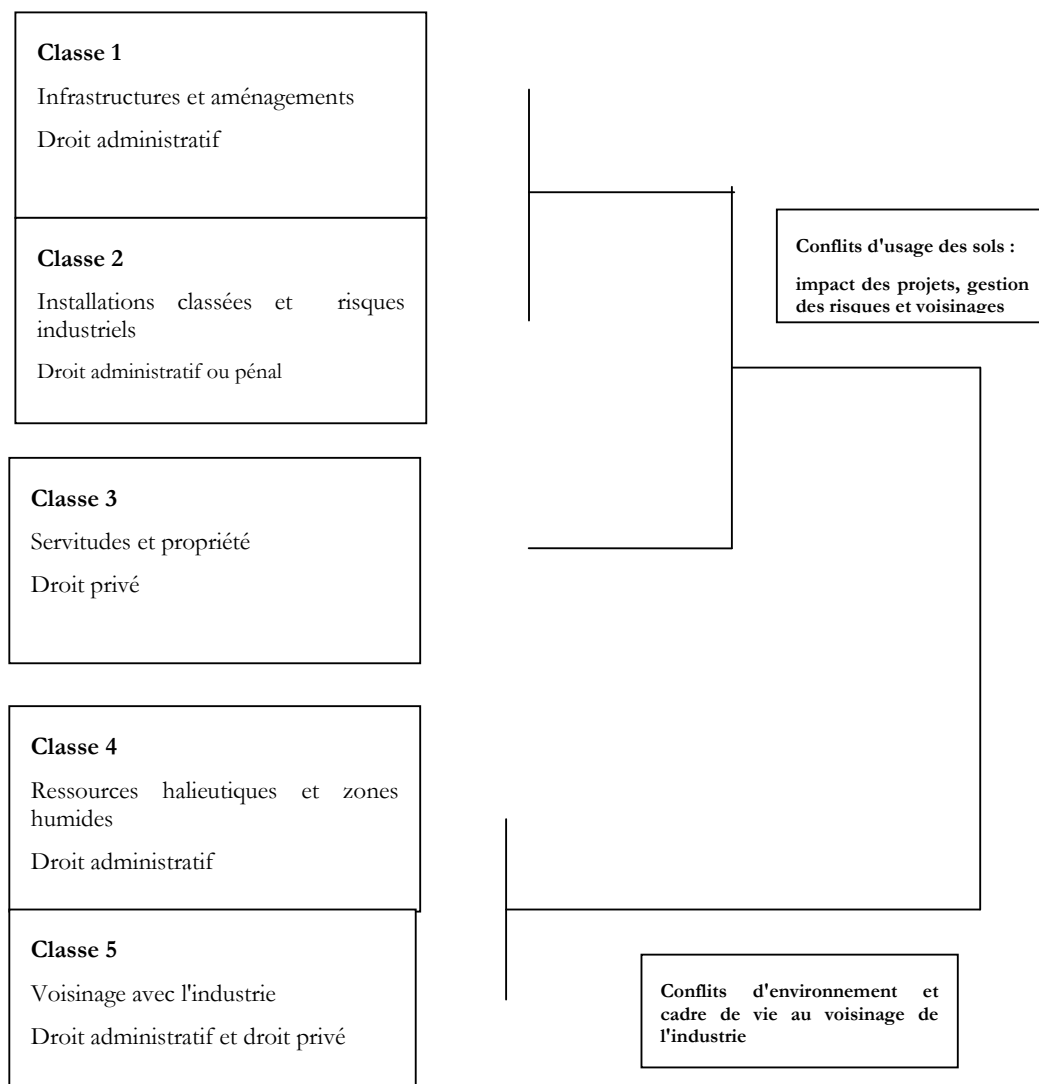 Classe 1
Infrastructures et aménagements
Droit administratif
Classe 2
Installations classées et risques
industriels
Droit administratif ou pénal
Conflits d'usage des sols :
impact des projets, gestion
des risques et voisinages
Classe 3
Servitudes et propriété
Droit privé
Classe 4
Ressources halieutiques et zones
humides
Droit administratif
Classe 5
Voisinage avec l'industrie
Droit administratif et droit privé
Conflits d'environnement et
cadre de vie au voisinage de
l'industrie